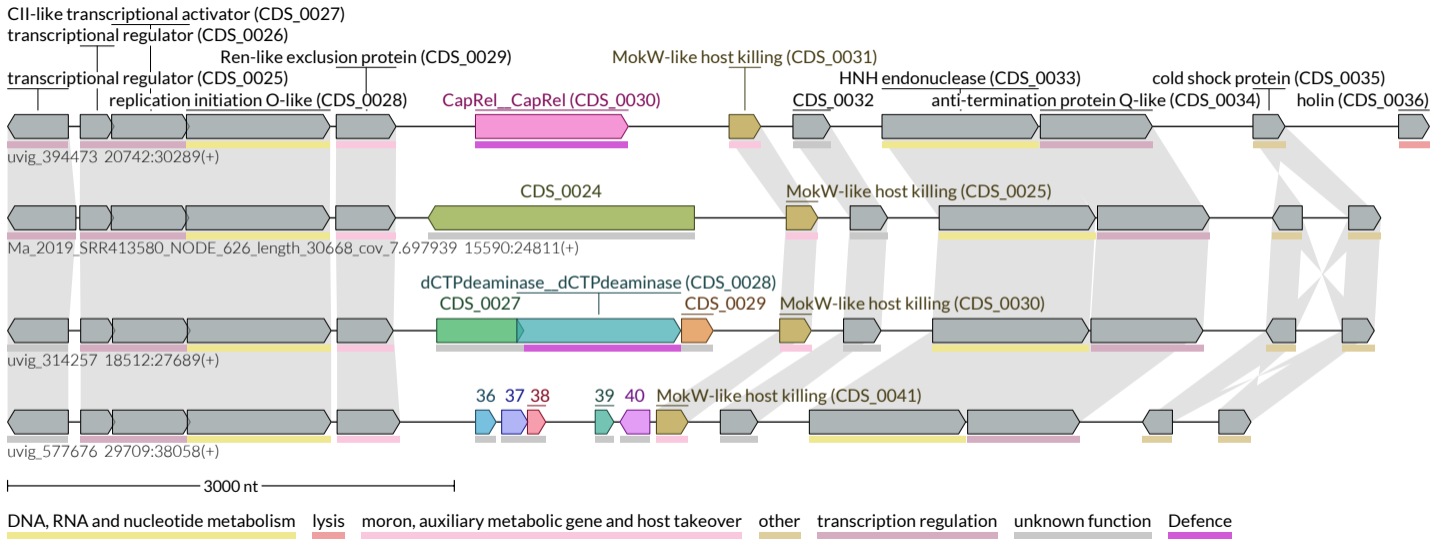 CII-like transcriptional activator (CDS_0027)
transcriptional regulator (CDS_0026)
Ren-like exclusion protein (CDS_0029) MokW-like host killing (CDS_0031)
transcriptional regulator (CDS_0025) HNH endonuclease (CDS_0033) cold shock protein (CDS_0035)
replication initiation O-like (CDS_0028) CapRel__CapRel (CDS_0030) CDS_0032 anti-termination protein Q-like (CDS_0034) holin (CDS_0036)
uvig_394473 20742:30289(+)
CDS_0024 MokW-like host killing (CDS_0025)
Ma_2019_SRR413580_NODE_626_length_30668_cov_7.697939 15590:24811(+)
dCTPdeaminase__dCTPdeaminase (CDS_0028)
CDS_0027 CDS_0029 MokW-like host killing (CDS_0030)
uvig_314257 18512:27689(+)
36 37 38 39 40 MokW-like host killing (CDS_0041)
uvig_577676 29709:38058(+)
3000 nt
DNA, RNA and nucleotide metabolism lysis moron, auxiliary metabolic gene and host takeover other transcription regulation unknown function Defence